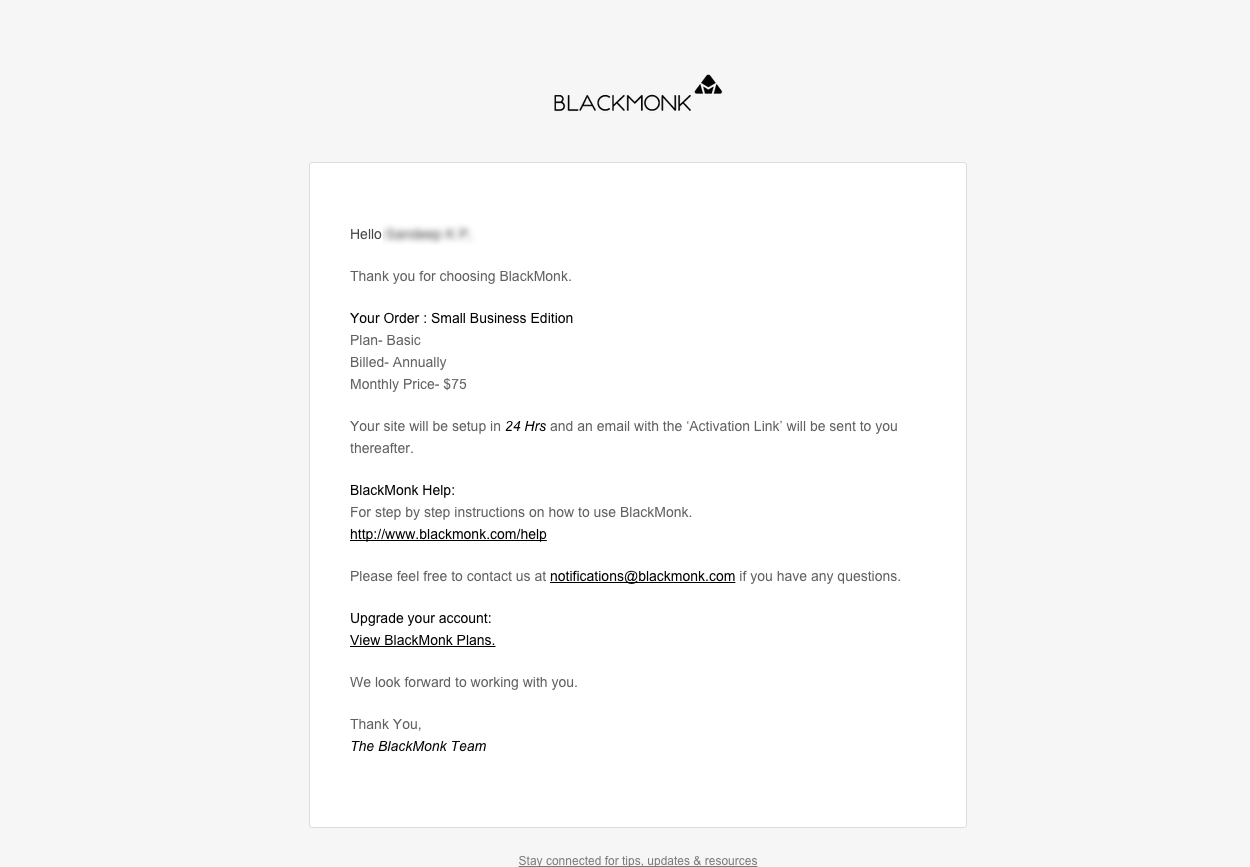 BLACKMONK
Hello
Thank you for choosing BlackMonk.
Your Order : Small Business Edition
Plan- Basic
Billed- Annually
Monthly Price- $75
Your site will be setup in 24 Hrs and an email with the ‘Activation Link’ will be sent to you
thereafter.
BlackMonk Help:
For step by step instructions on how to use BlackMonk.
http://www.blackmonk.com/help
Please feel free to contact us at notifications@blackmonk.com if you have any questions.
Upgrade your account:
View BlackMonk Plans.
We look forward to working with you.
Thank You,
The BlackMonk Team
Stay connected for tips, updates & resources